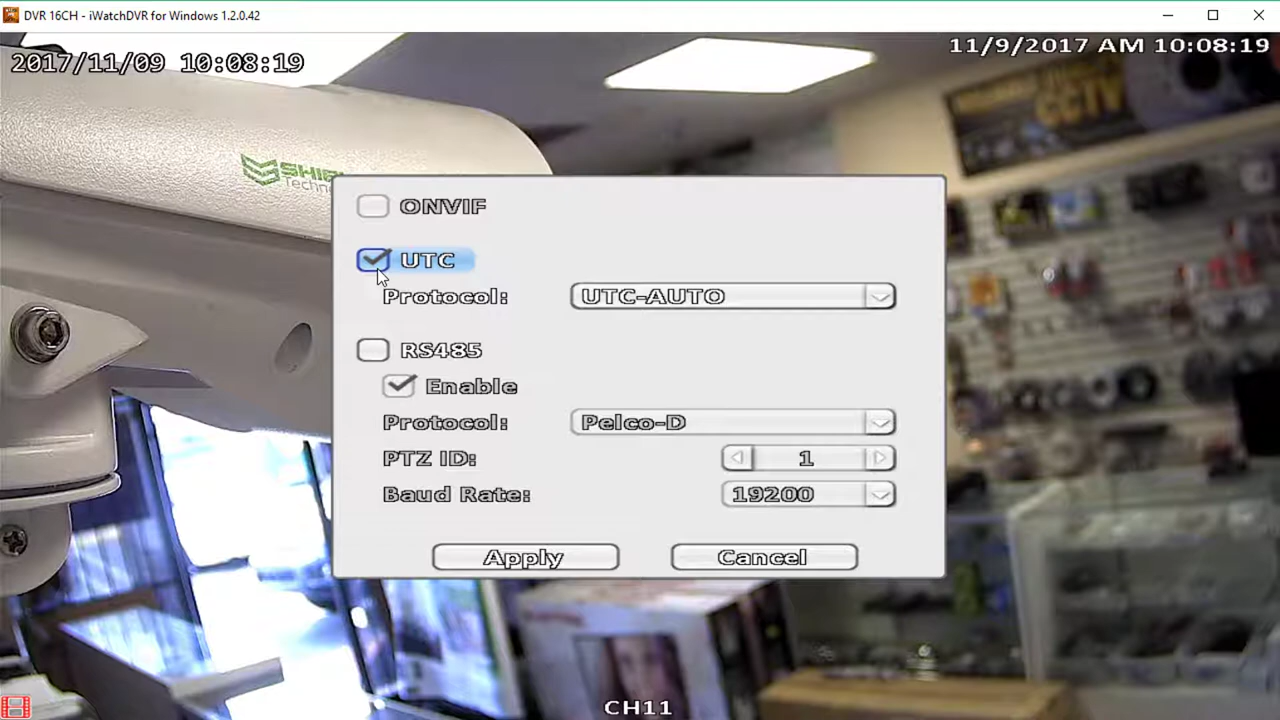 DVR 16CH - iWatchDVR for Windows 1.2.0.42
2017/11/09 10:08:19
11/9/2017 AM 10:08:19
CCTV
Techn
ONVIF
UTC
Protocol: UTC-AUTO
RS485
Enable
Protocol: Pelco-D
PTZ ID: 1
Baud Rate: 19200
Apply Cancel
CH11